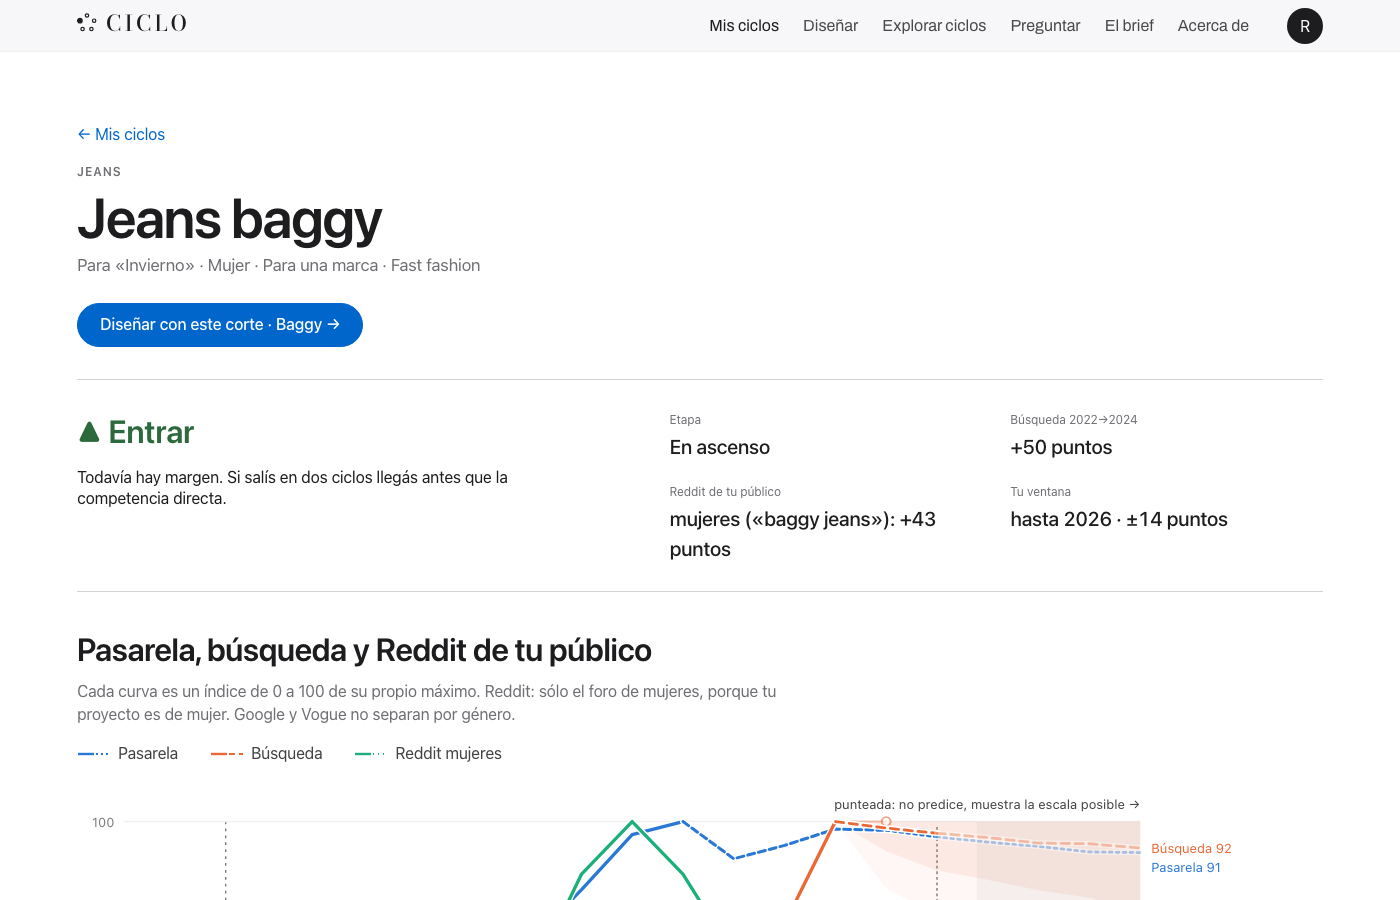 CICLO
Mis ciclos Diseñar Explorar ciclos Preguntar El brief Acerca de R
← Mis ciclos
JEANS
Jeans baggy
Para «Invierno» · Mujer · Para una marca · Fast fashion
Diseñar con este corte · Baggy →
▲ Entrar
Todavía hay margen. Si salís en dos ciclos llegás antes que la
competencia directa.
Etapa
En ascenso
Búsqueda 2022→2024
+50 puntos
Reddit de tu público
mujeres («baggy jeans»): +43
puntos
Tu ventana
hasta 2026 · ±14 puntos
Pasarela, búsqueda y Reddit de tu público
Cada curva es un índice de 0 a 100 de su propio máximo. Reddit: sólo el foro de mujeres, porque tu
proyecto es de mujer. Google y Vogue no separan por género.
Pasarela Búsqueda Reddit mujeres
punteada: no predice, muestra la escala posible →
100
Búsqueda 92
Pasarela 91